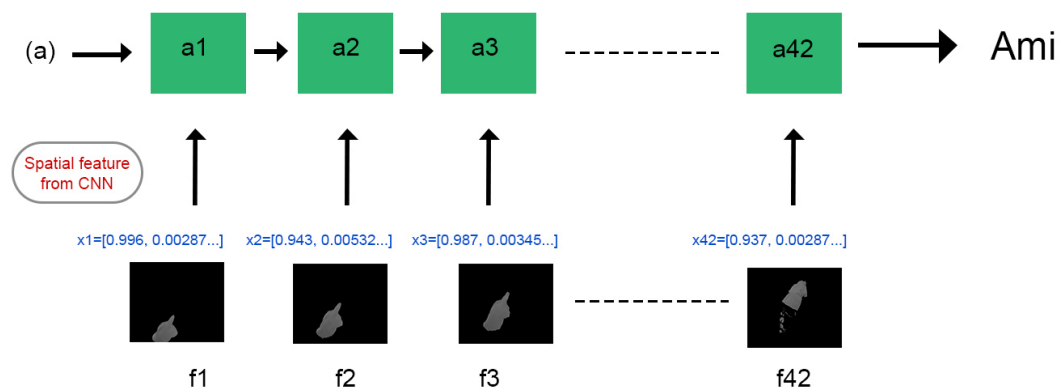 (a) a1 a2 a3 a42 Ami
Spatial feature
from CNN
x1=[0.996, 0.00287...] x2=[0.943, 0.00532...] x3=[0.987, 0.00345...] x42=[0.937, 0.00287...]
f1 f2 f3 f42